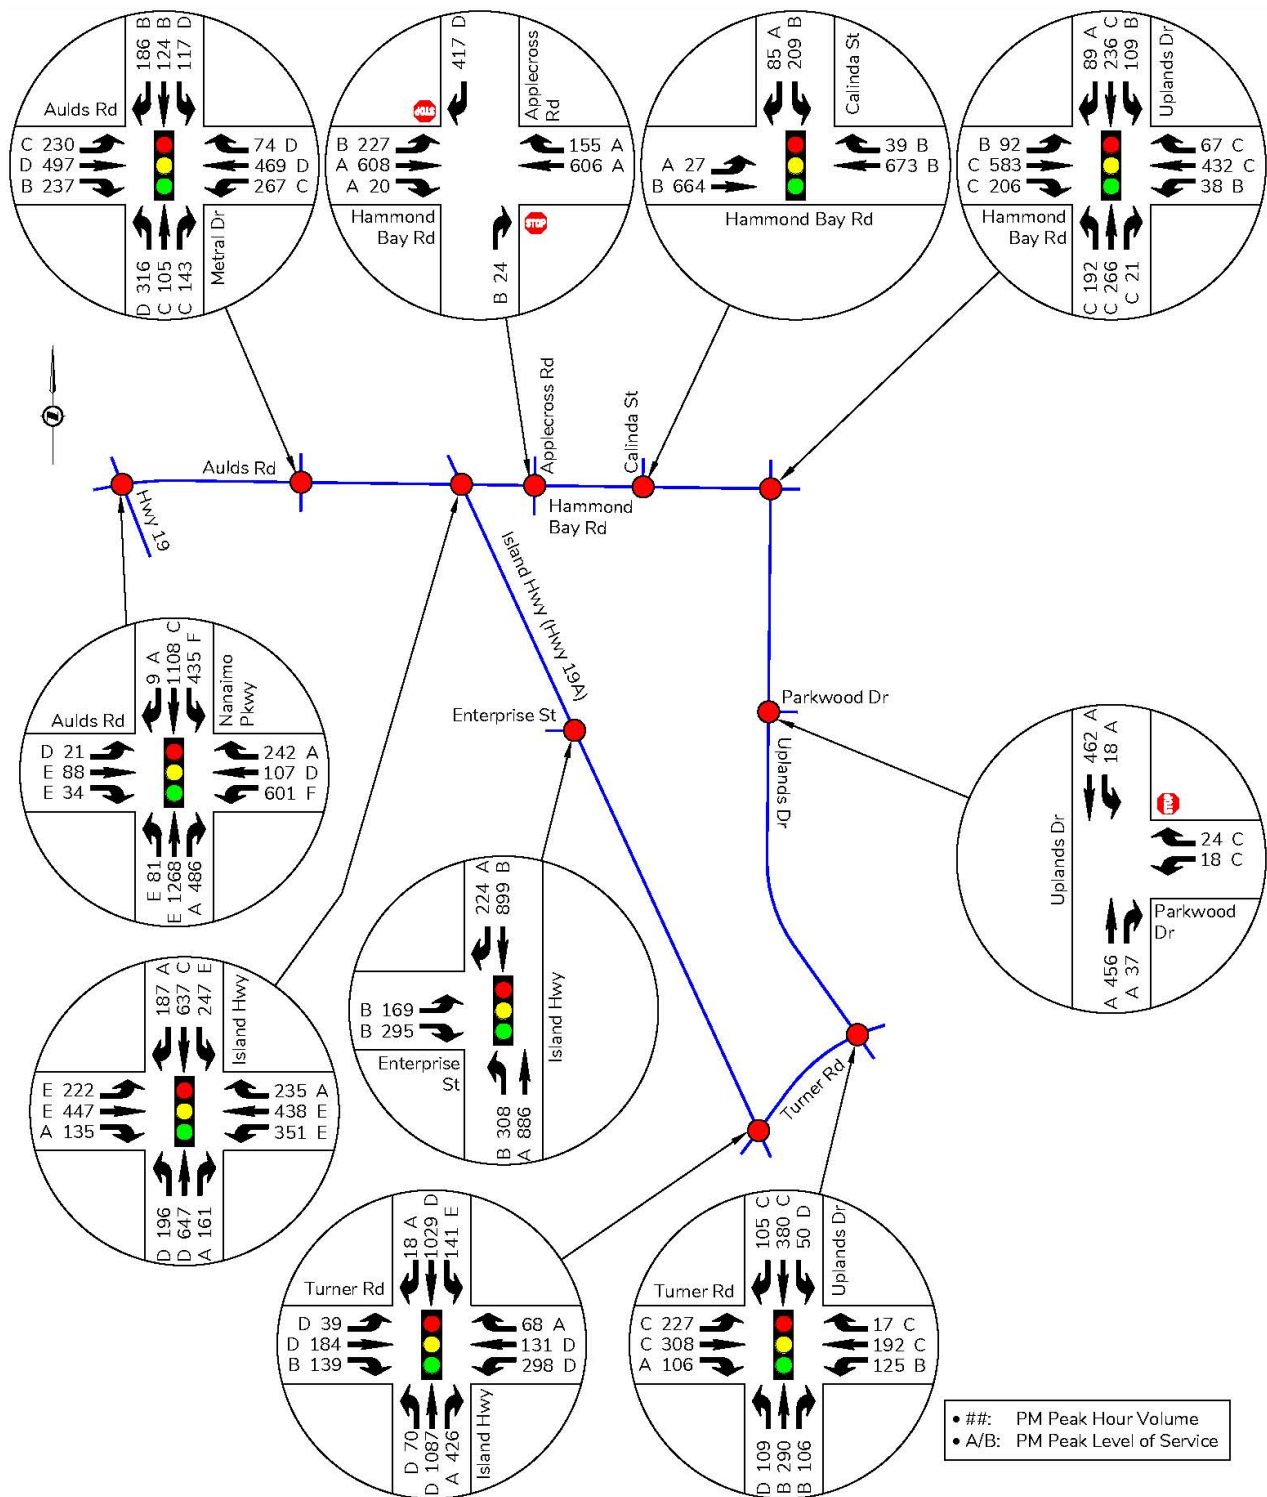 186 B
124 B
117 D
Aulds Rd
C 230
D 497
B 237
74 D
469 D
267 C
D 316
C 105
C 143
Metral Dr
417 D
Applecross
Rd
STOP
B 227
A 608
A 20
155 A
606 A
Hammond
Bay Rd
STOP
B 24
85 A
209 B
Calinda St
A 27
B 664
39 B
673 B
Hammond Bay Rd
89 A
236 C
109 B
Uplands Dr
B 92
C 583
C 206
67 C
432 C
38 B
Hammond
Bay Rd
C 192
C 266
C 21
Z
Aulds Rd
Hwy 19
Applecross Rd
Calinda St
Hammond
Bay Rd
Island Hwy (Hwy 19A)
Enterprise St
Parkwood Dr
Uplands Dr
Turner Rd
9 A
1108 C
435 F
Nanaimo
Pkwy
Aulds Rd
D 21
E 88
E 34
242 A
107 D
601 F
E 81
E 1268
A 486
462 A
18 A
STOP
Uplands Dr
24 C
18 C
Parkwood
Dr
A 456
A 37
224 A
899 B
B 169
B 295
Enterprise
St
Island Hwy
B 308
A 886
187 A
637 C
247 E
Island Hwy
E 222
E 447
A 135
235 A
438 E
351 E
D 196
D 647
A 161
18 A
1029 D
141 E
Turner Rd
D 39
D 184
B 139
68 A
131 D
298 D
D 70
D 1087
A 426
Island Hwy
105 C
380 C
50 D
Uplands Dr
Turner Rd
C 227
C 308
A 106
17 C
192 C
125 B
D 109
B 290
B 106
• ##: PM Peak Hour Volume
• A/B: PM Peak Level of Service